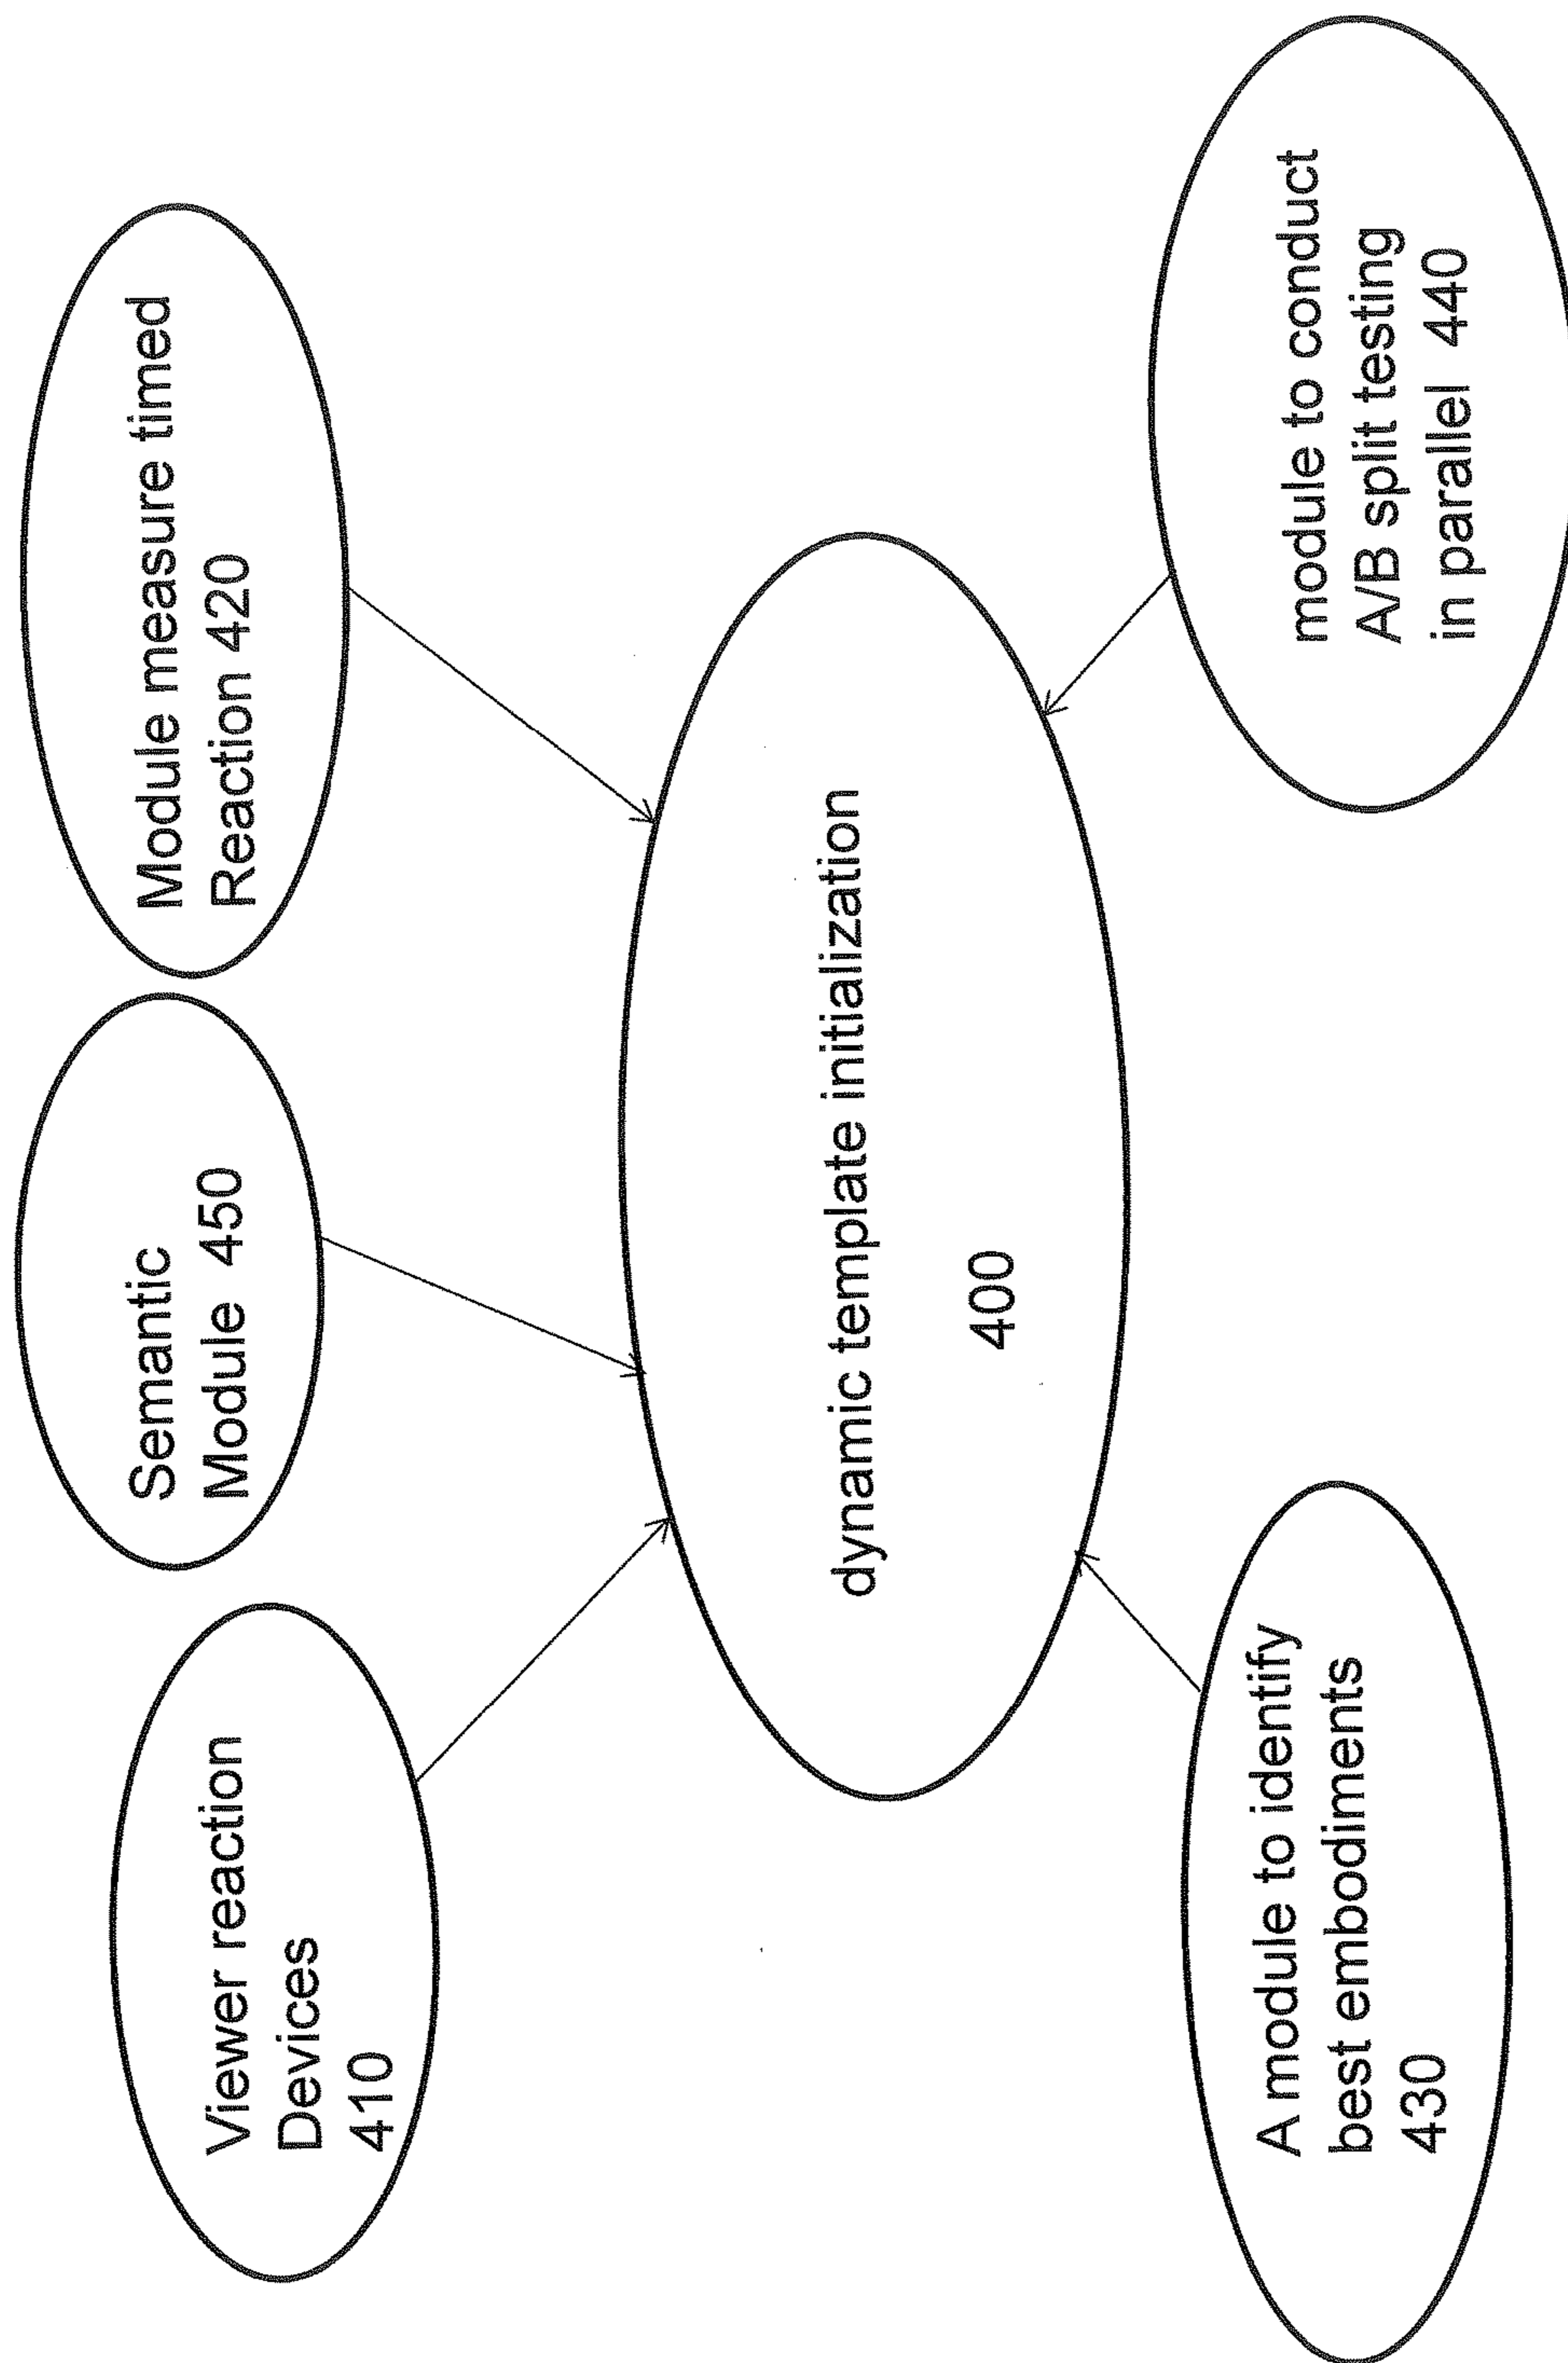 Viewer reaction
Devices
410
Semantic
Module 450
Module measure timed
Reaction 420
dynamic template initialization
400
A module to identify
best embodiments
430
module to conduct
A/B split testing
in parallel 440